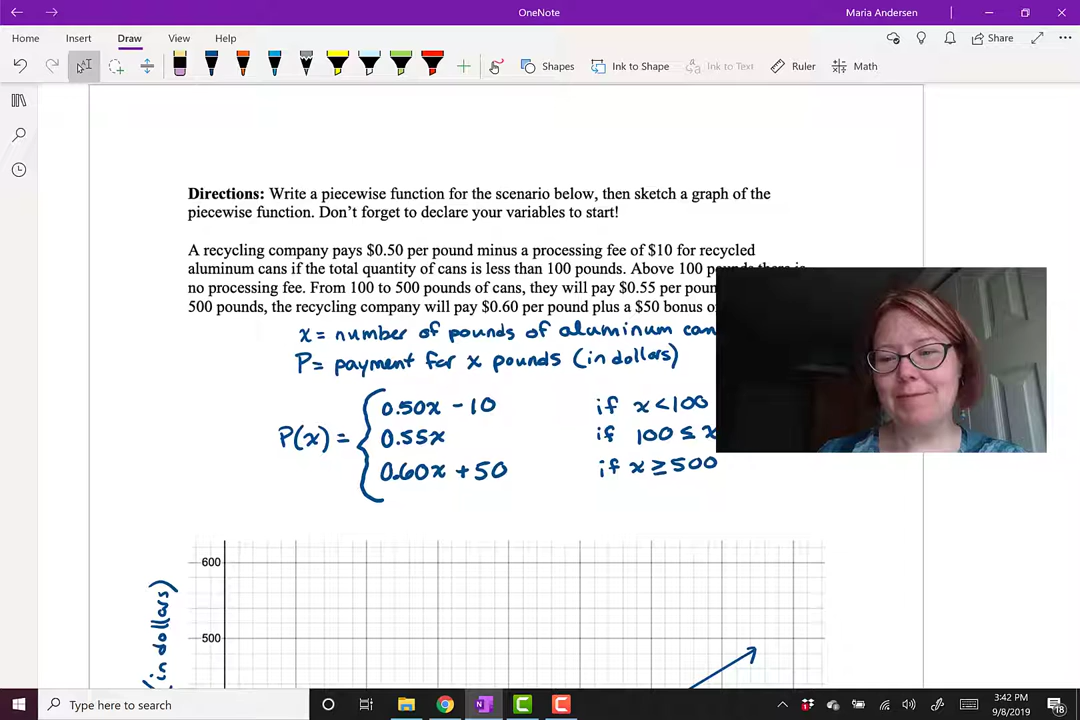 OneNote
Maria Andersen
Home Insert Draw View Help
Share
Shapes Ink to Shape Ink to Text Ruler Math
Directions: Write a piecewise function for the scenario below, then sketch a graph of the
piecewise function. Don't forget to declare your variables to start!
A recycling company pays $0.50 per pound minus a processing fee of $10 for recycled
aluminum cans if the total quantity of cans is less than 100 pounds. Above 100 pounds there is
no processing fee. From 100 to 500 pounds of cans, they will pay $0.55 per
500 pounds, the recycling company will pay $0.60 per pound plus a $50 bonus
x = number of pounds of aluminum can
P = payment for x pounds (in dollars)
P(x) =
0.50x - 10 if x < 100
0.55x if 100 ≤ x
0.60x + 50 if x ≥ 500
600
500
(in dollars)
Type here to search
3:42 PM
9/8/2019
18